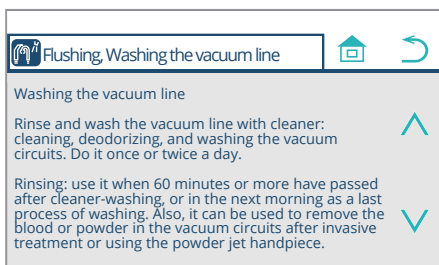 Flushing, Washing the vacuum line
Washing the vacuum line
Rinse and wash the vacuum line with cleaner:
cleaning, deodorizing, and washing the vacuum
circuits. Do it once or twice a day.
Rinsing: use it when 60 minutes or more have passed
after cleaner-washing, or in the next morning as a last
process of washing. Also, it can be used to remove the
blood or powder in the vacuum circuits after invasive
treatment or using the powder jet handpiece.